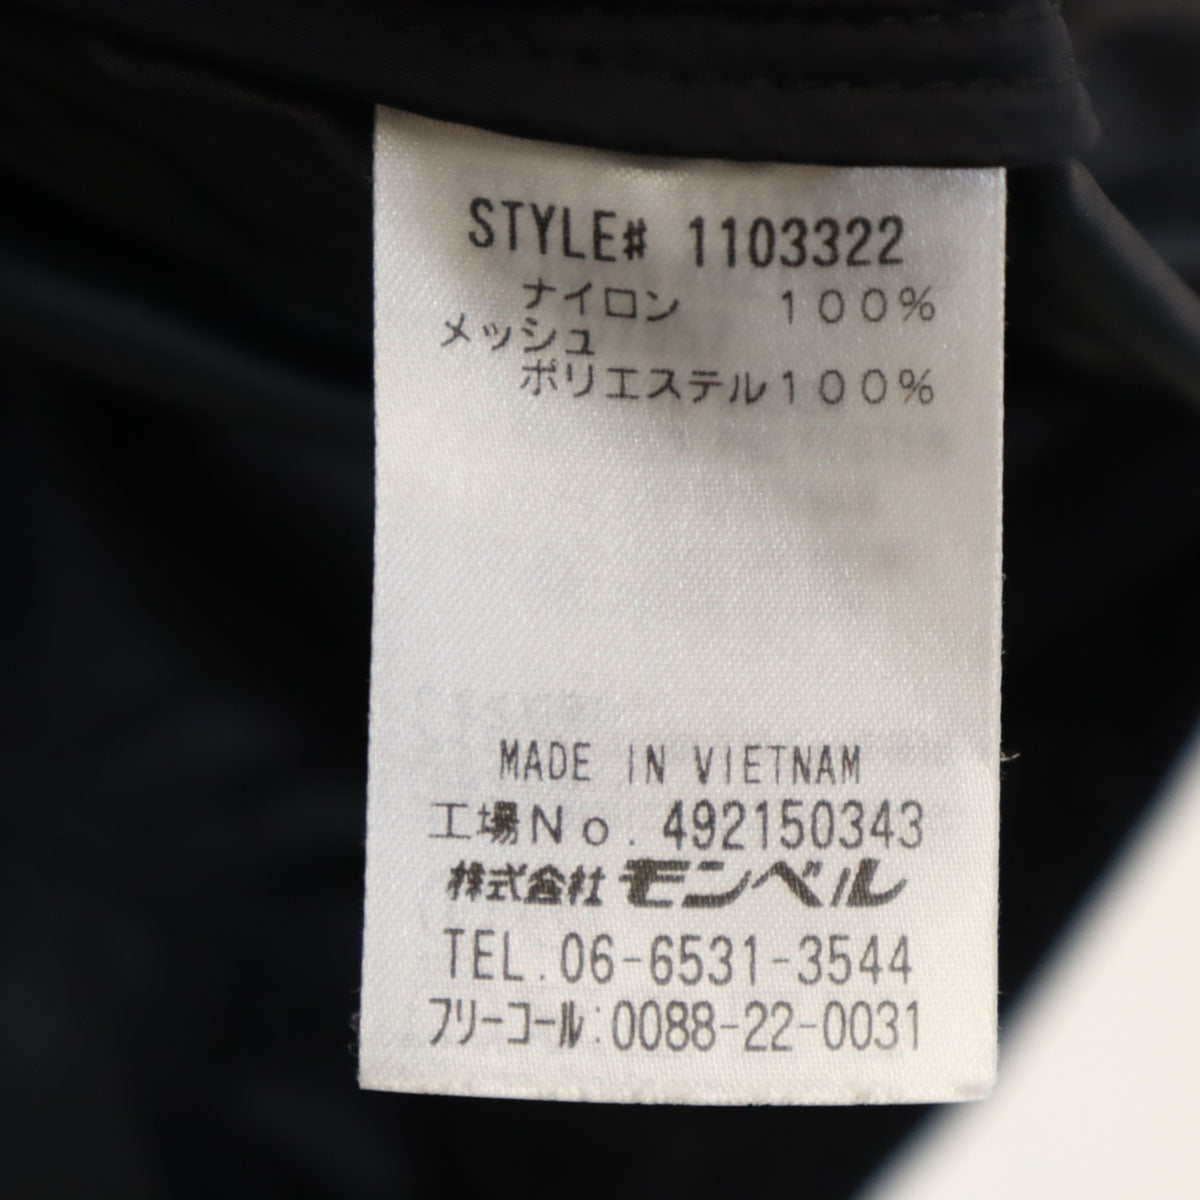 STYLE# 1103322
ナイロン 100%
メッシュ
ポリエステル100%
MADE IN VIETNAM
工場No. 492150343
株式会社 モンベル
TEL. 06-6531-3544
フリーコール:0088-22-0031